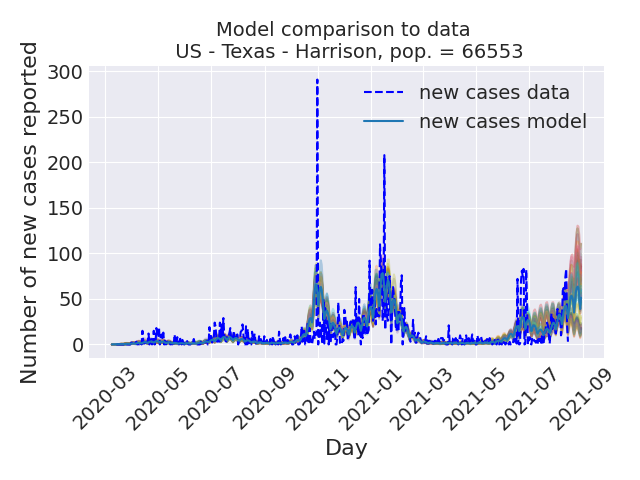 Model comparison to data
US - Texas - Harrison, pop. = 66553
Number of new cases reported
300
250
200
150
100
50
0
new cases data
new cases model
2020-03
2020-05
2020-07
2020-09
2020-11
2021-01
2021-03
2021-05
2021-07
2021-09
Day